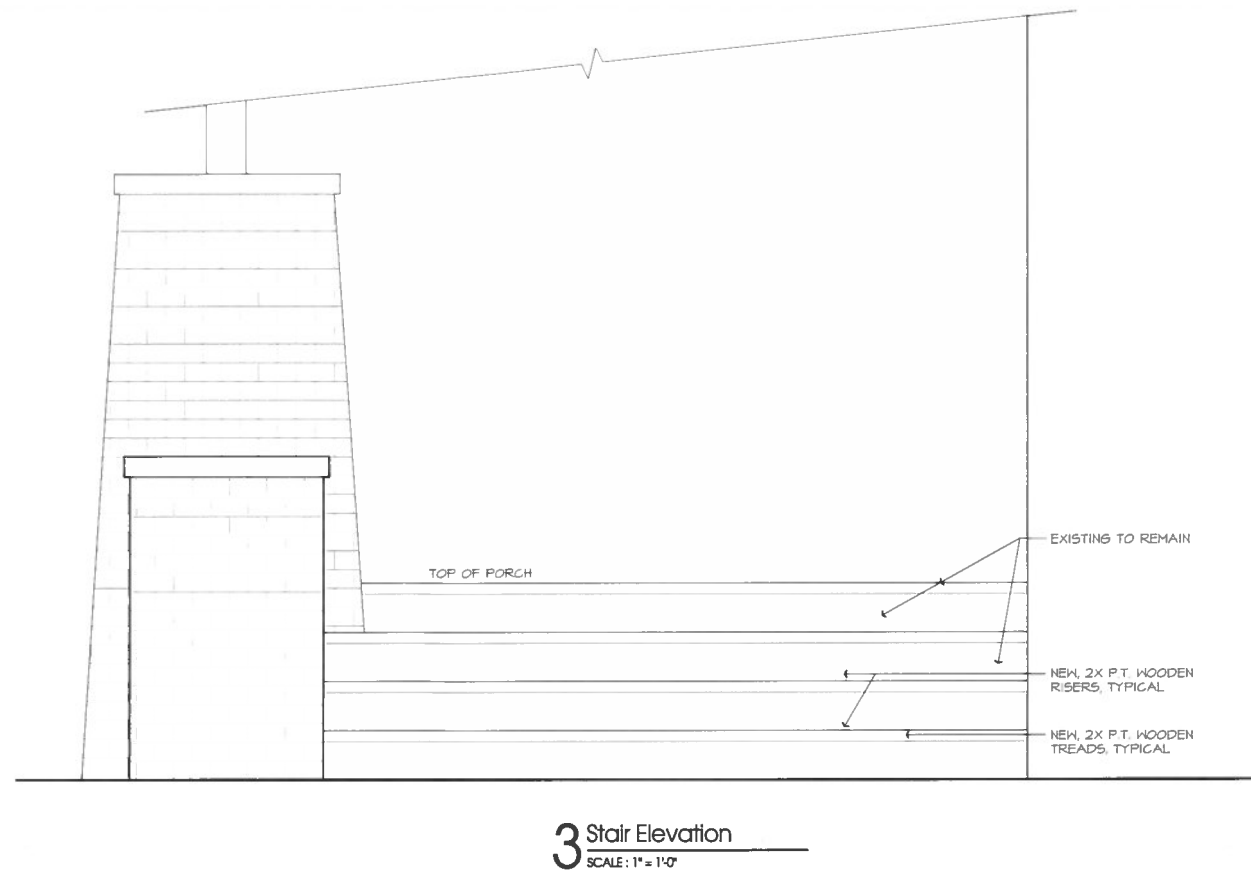 TOP OF PORCH
EXISTING TO REMAIN
NEW, 2X P.T. WOODEN
RISERS, TYPICAL
NEW, 2X P.T. WOODEN
TREADS, TYPICAL
3 Stair Elevation
SCALE : 1" = 1'-0"